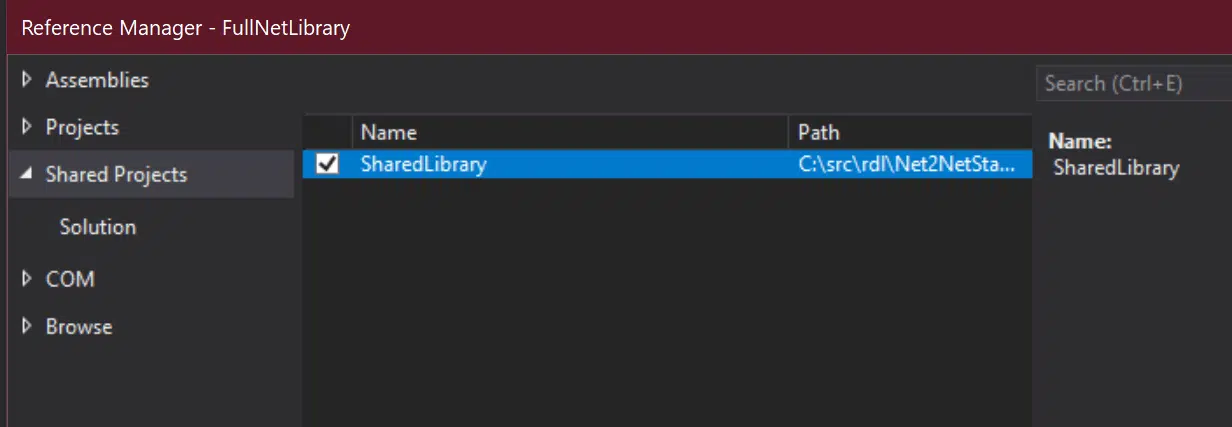 Reference Manager - FullNetLibrary
Assemblies
Projects
Shared Projects
Solution
COM
Browse
Name Path
SharedLibrary C:\src\rdl\Net2NetSta...
Search (Ctrl+E)
Name:
SharedLibrary